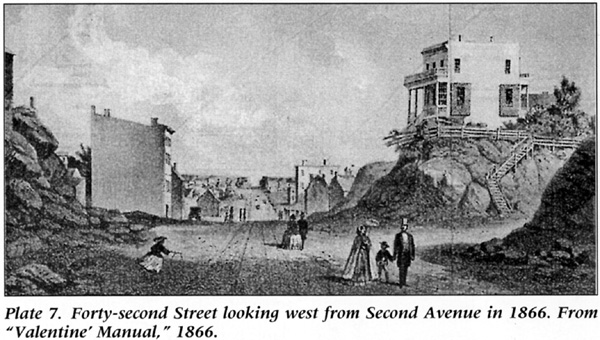 Plate 7. Forty-second Street looking west from Second Avenue in 1866. From
"Valentine' Manual," 1866.